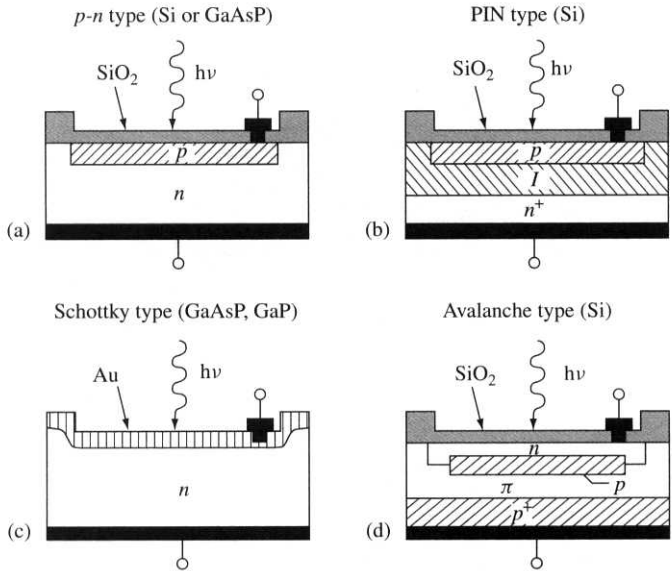 p-n type (Si or GaAsP)
SiO₂
hν
p
n
(a)
PIN type (Si)
SiO₂
hν
p
I
n⁺
(b)
Schottky type (GaAsP, GaP)
Au
hν
n
(c)
Avalanche type (Si)
SiO₂
hν
n
π
p
p⁺
(d)